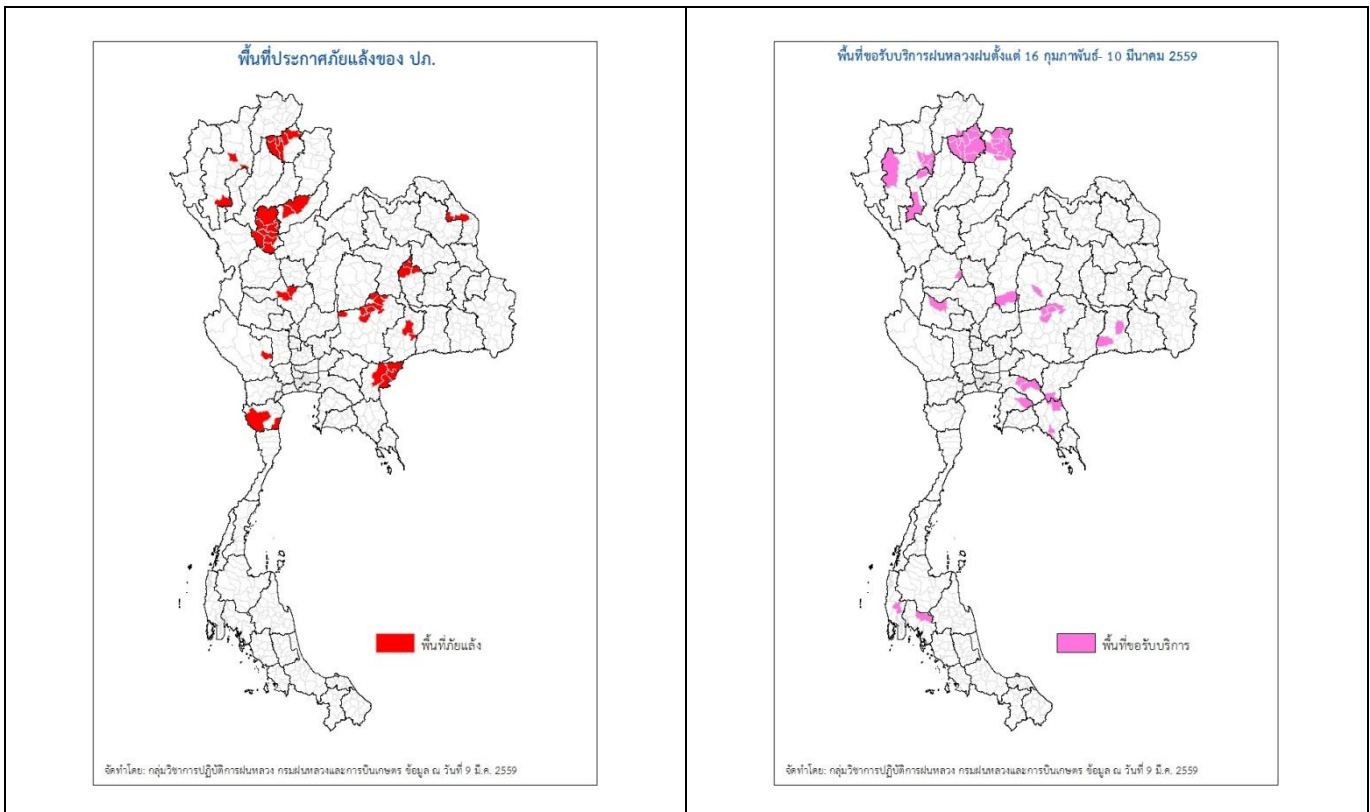 พื้นที่ประกาศภัยแล้งของ ปภ.
พื้นที่ภัยแล้ง
จัดทำโดย: กลุ่มวิชาการปฏิบัติการฝนหลวง กรมฝนหลวงและการบินเกษตร ข้อมูล ณ วันที่ 9 มี.ค. 2559
พื้นที่ขอรับบริการฝนหลวงฝนตั้งแต่ 16 กุมภาพันธ์- 10 มีนาคม 2559
พื้นที่ขอรับบริการ
จัดทำโดย: กลุ่มวิชาการปฏิบัติการฝนหลวง กรมฝนหลวงและการบินเกษตร ข้อมูล ณ วันที่ 9 มี.ค. 2559